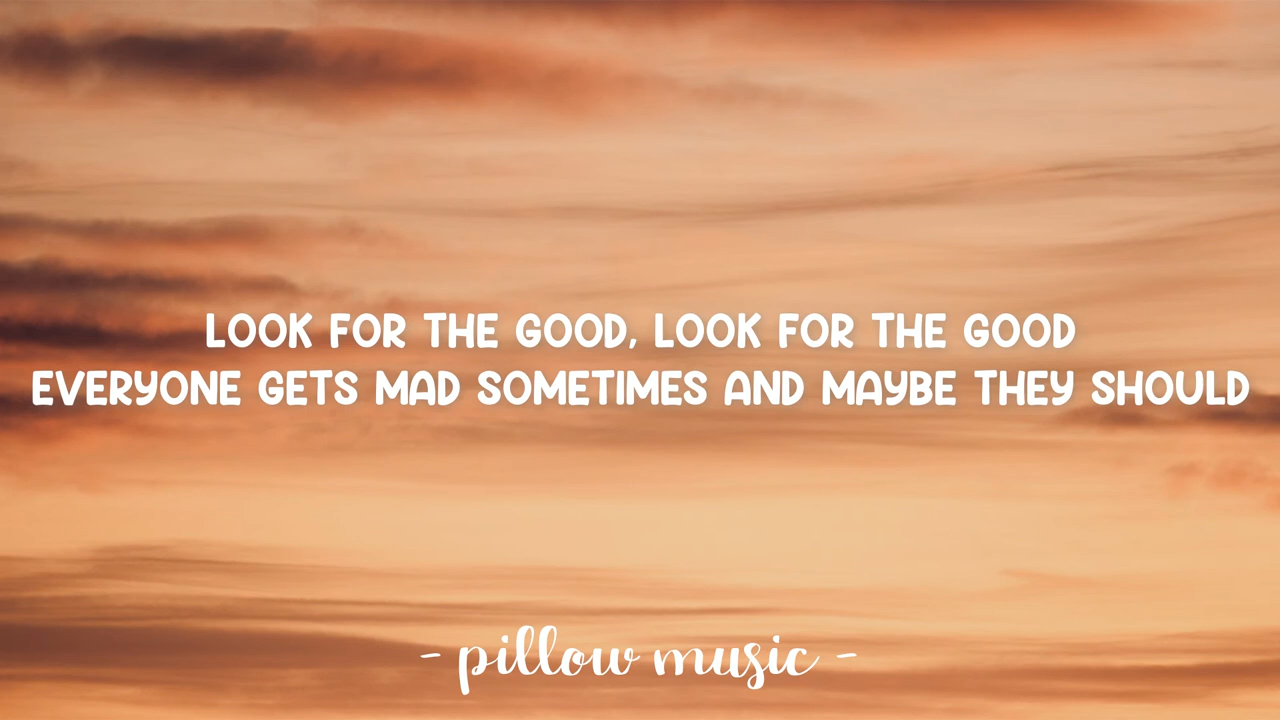 LOOK FOR THE GOOD, LOOK FOR THE GOOD
EVERYONE GETS MAD SOMETIMES AND MAYBE THEY SHOULD
- pillow music -